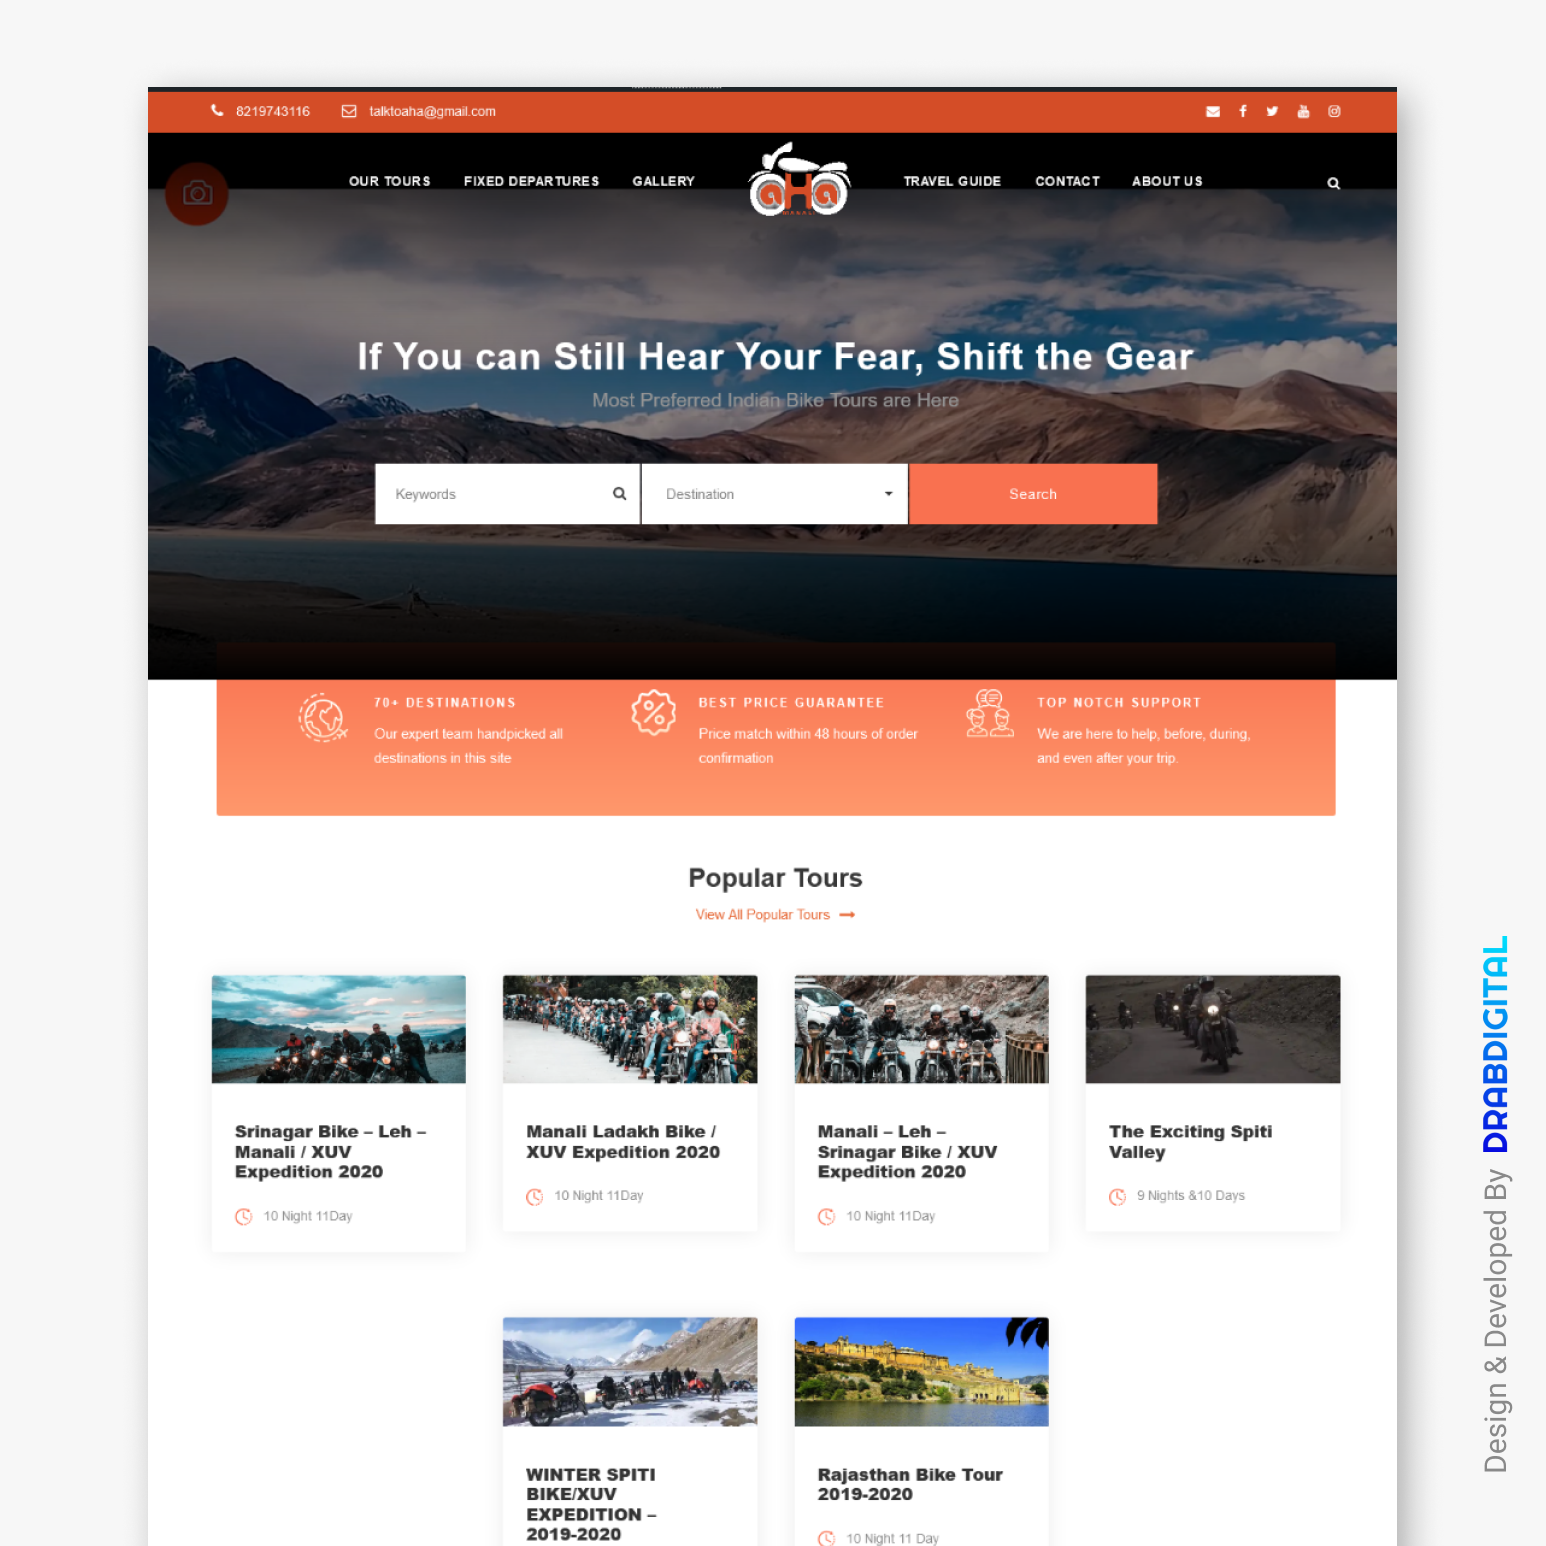 8219743116 talktoaha@gmail.com
OUR TOURS FIXED DEPARTURES GALLERY aHa TRAVEL GUIDE CONTACT ABOUT US
MANALI
If You can Still Hear Your Fear, Shift the Gear
Most Preferred Indian Bike Tours are Here
Keywords Destination Search
70+ DESTINATIONS
Our expert team handpicked all
destinations in this site
BEST PRICE GUARANTEE
Price match within 48 hours of order
confirmation
TOP NOTCH SUPPORT
We are here to help, before, during,
and even after your trip.
Popular Tours
View All Popular Tours
Srinagar Bike – Leh –
Manali / XUV
Expedition 2020
10 Night 11Day
Manali Ladakh Bike /
XUV Expedition 2020
10 Night 11Day
Manali – Leh –
Srinagar Bike / XUV
Expedition 2020
10 Night 11Day
The Exciting Spiti
Valley
9 Nights &10 Days
WINTER SPITI
BIKE/XUV
EXPEDITION –
2019-2020
Rajasthan Bike Tour
2019-2020
10 Night 11 Day
Design & Developed By DRABDIGITAL